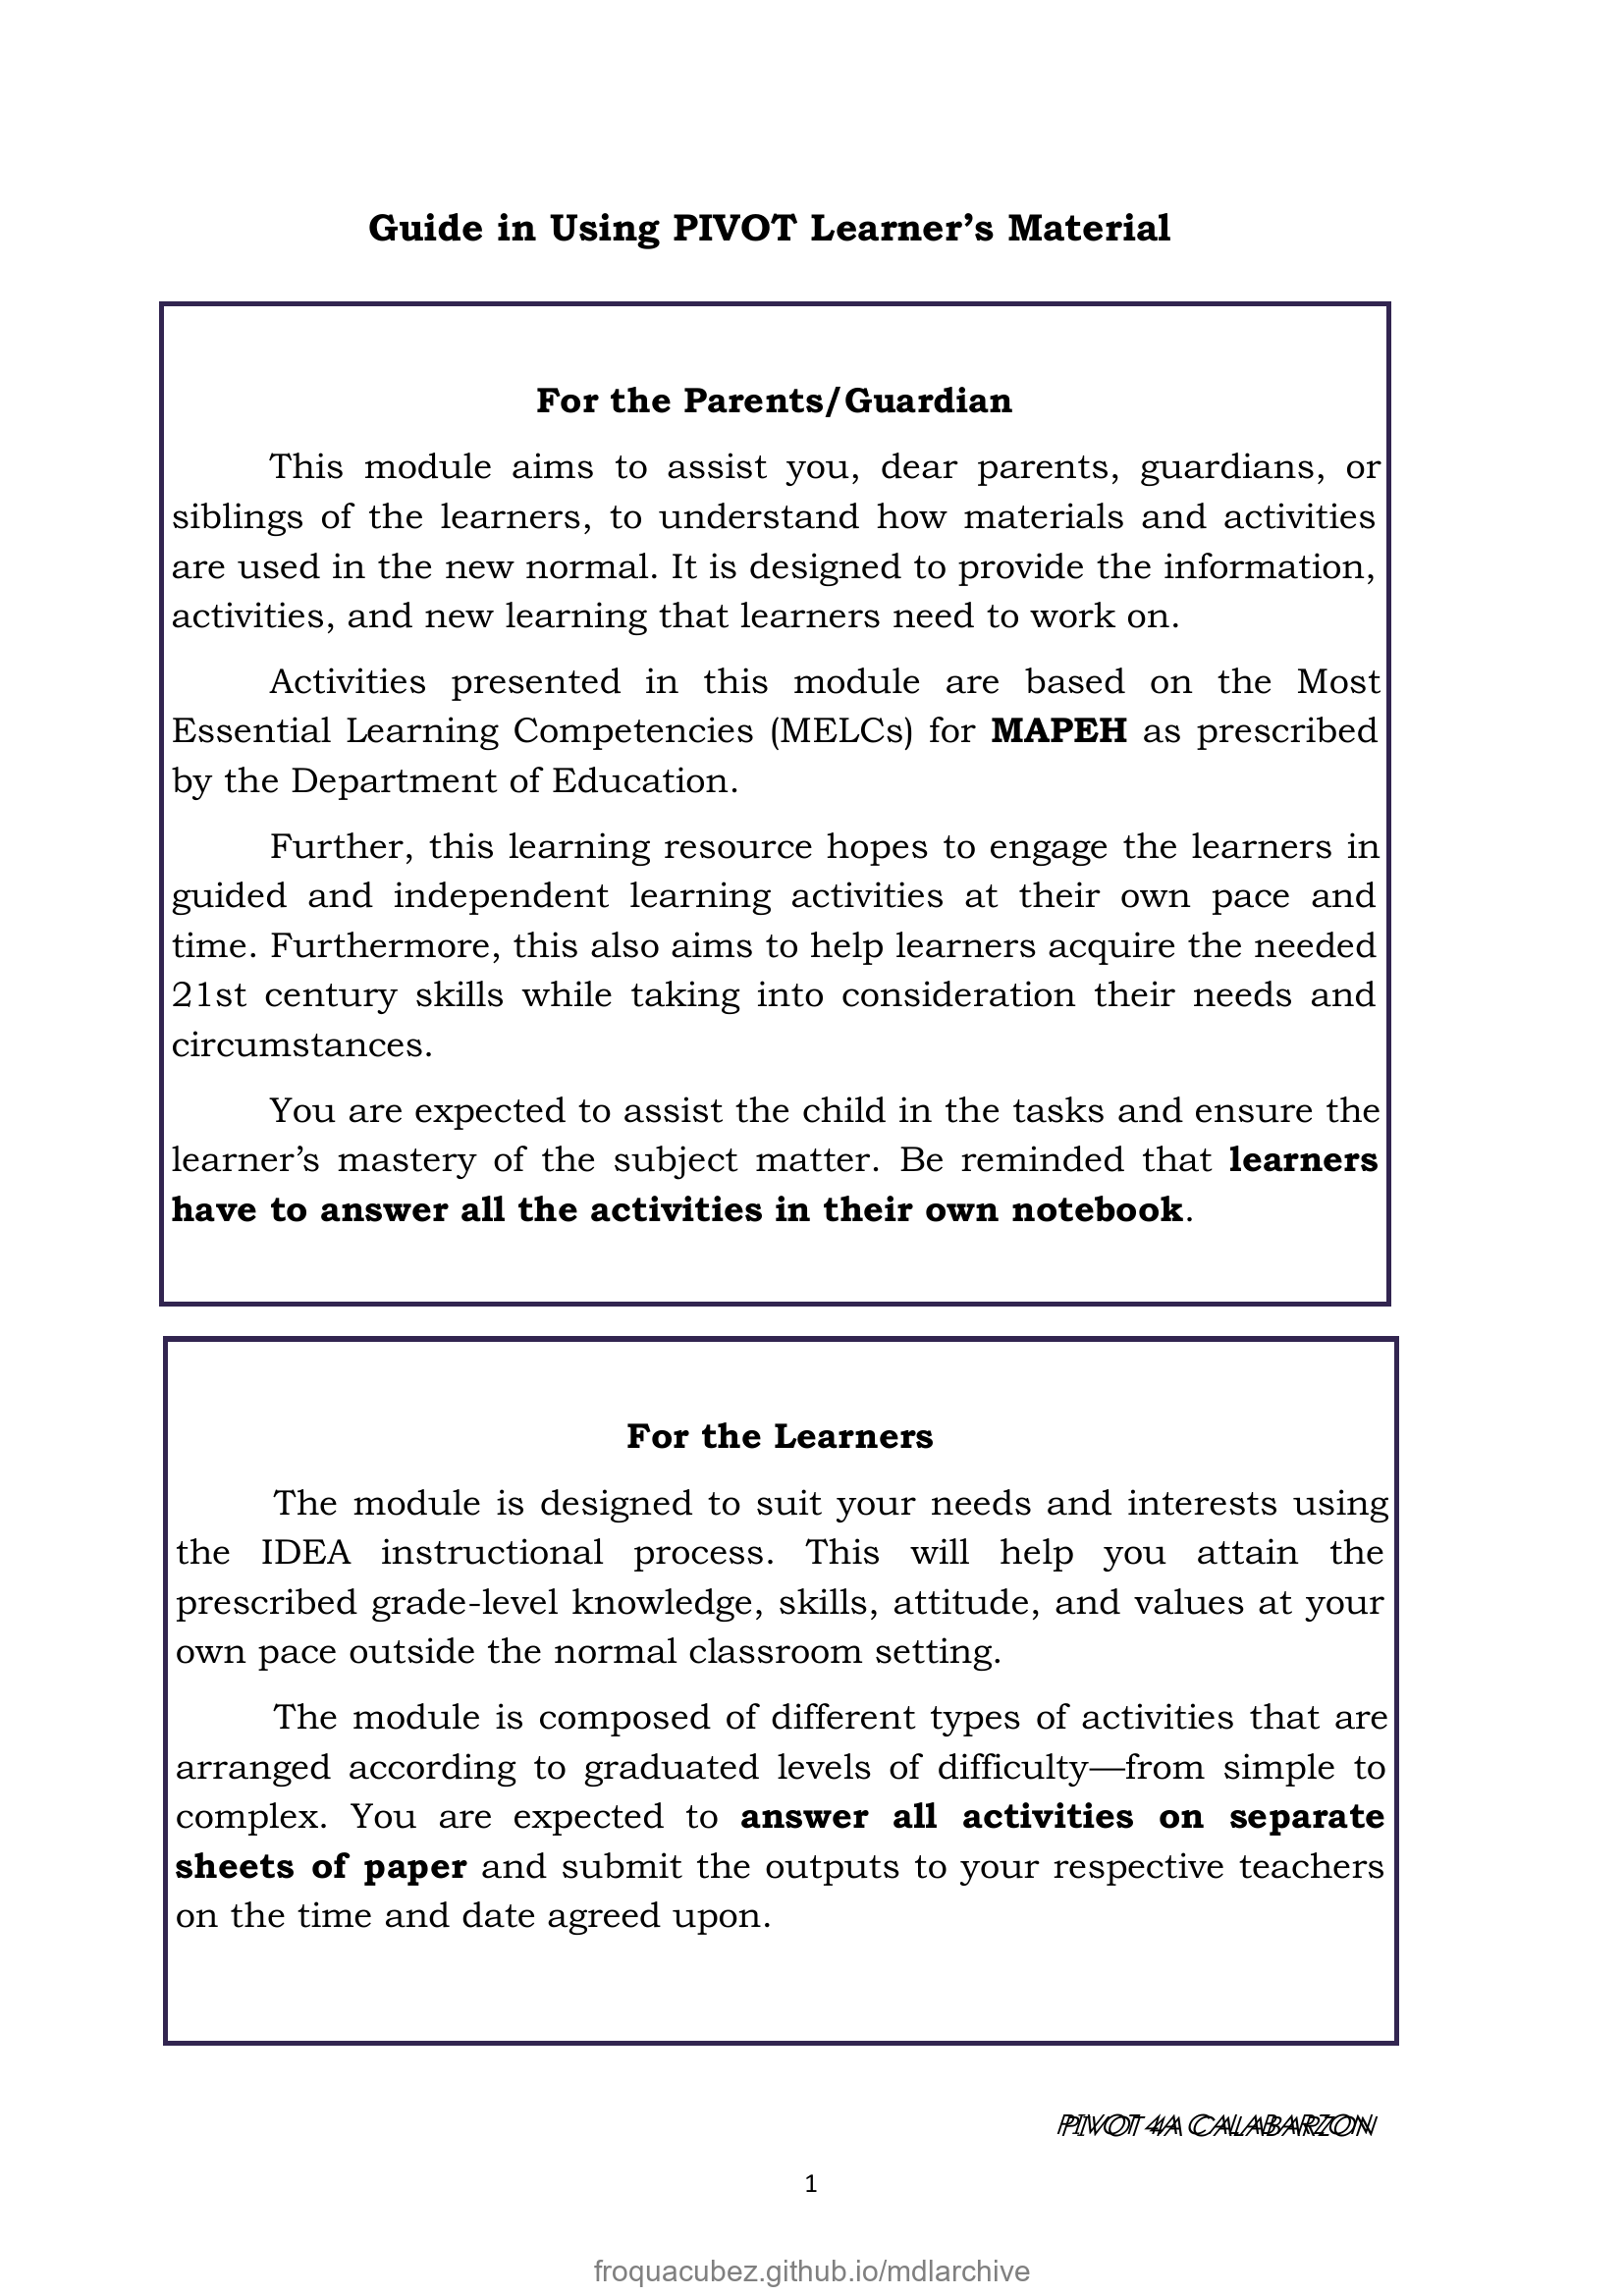 Guide in Using PIVOT Learner’s Material
For the Parents/Guardian
This module aims to assist you, dear parents, guardians, or
siblings of the learners, to understand how materials and activities
are used in the new normal. It is designed to provide the information,
activities, and new learning that learners need to work on.
Activities presented in this module are based on the Most
Essential Learning Competencies (MELCs) for MAPEH as prescribed
by the Department of Education.
Further, this learning resource hopes to engage the learners in
guided and independent learning activities at their own pace and
time. Furthermore, this also aims to help learners acquire the needed
21st century skills while taking into consideration their needs and
circumstances.
You are expected to assist the child in the tasks and ensure the
learner’s mastery of the subject matter. Be reminded that learners
have to answer all the activities in their own notebook.
For the Learners
The module is designed to suit your needs and interests using
the IDEA instructional process. This will help you attain the
prescribed grade-level knowledge, skills, attitude, and values at your
own pace outside the normal classroom setting.
The module is composed of different types of activities that are
arranged according to graduated levels of difficulty—from simple to
complex. You are expected to answer all activities on separate
sheets of paper and submit the outputs to your respective teachers
on the time and date agreed upon.
PIVOT 4A CALABARZON
1
froquacubez.github.io/mdlarchive